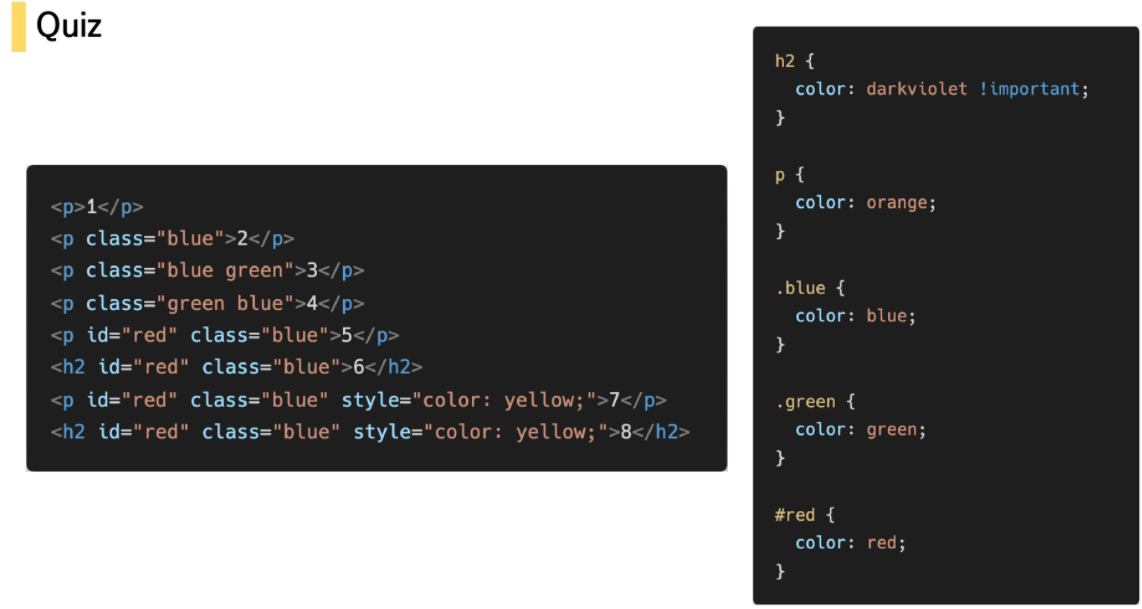 Quiz
<p>1</p>
<p class="blue">2</p>
<p class="blue green">3</p>
<p class="green blue">4</p>
<p id="red" class="blue">5</p>
<h2 id="red" class="blue">6</h2>
<p id="red" class="blue" style="color: yellow;">7</p>
<h2 id="red" class="blue" style="color: yellow;">8</h2>
h2 {
  color: darkviolet !important;
}

p {
  color: orange;
}

.blue {
  color: blue;
}

.green {
  color: green;
}

#red {
  color: red;
}